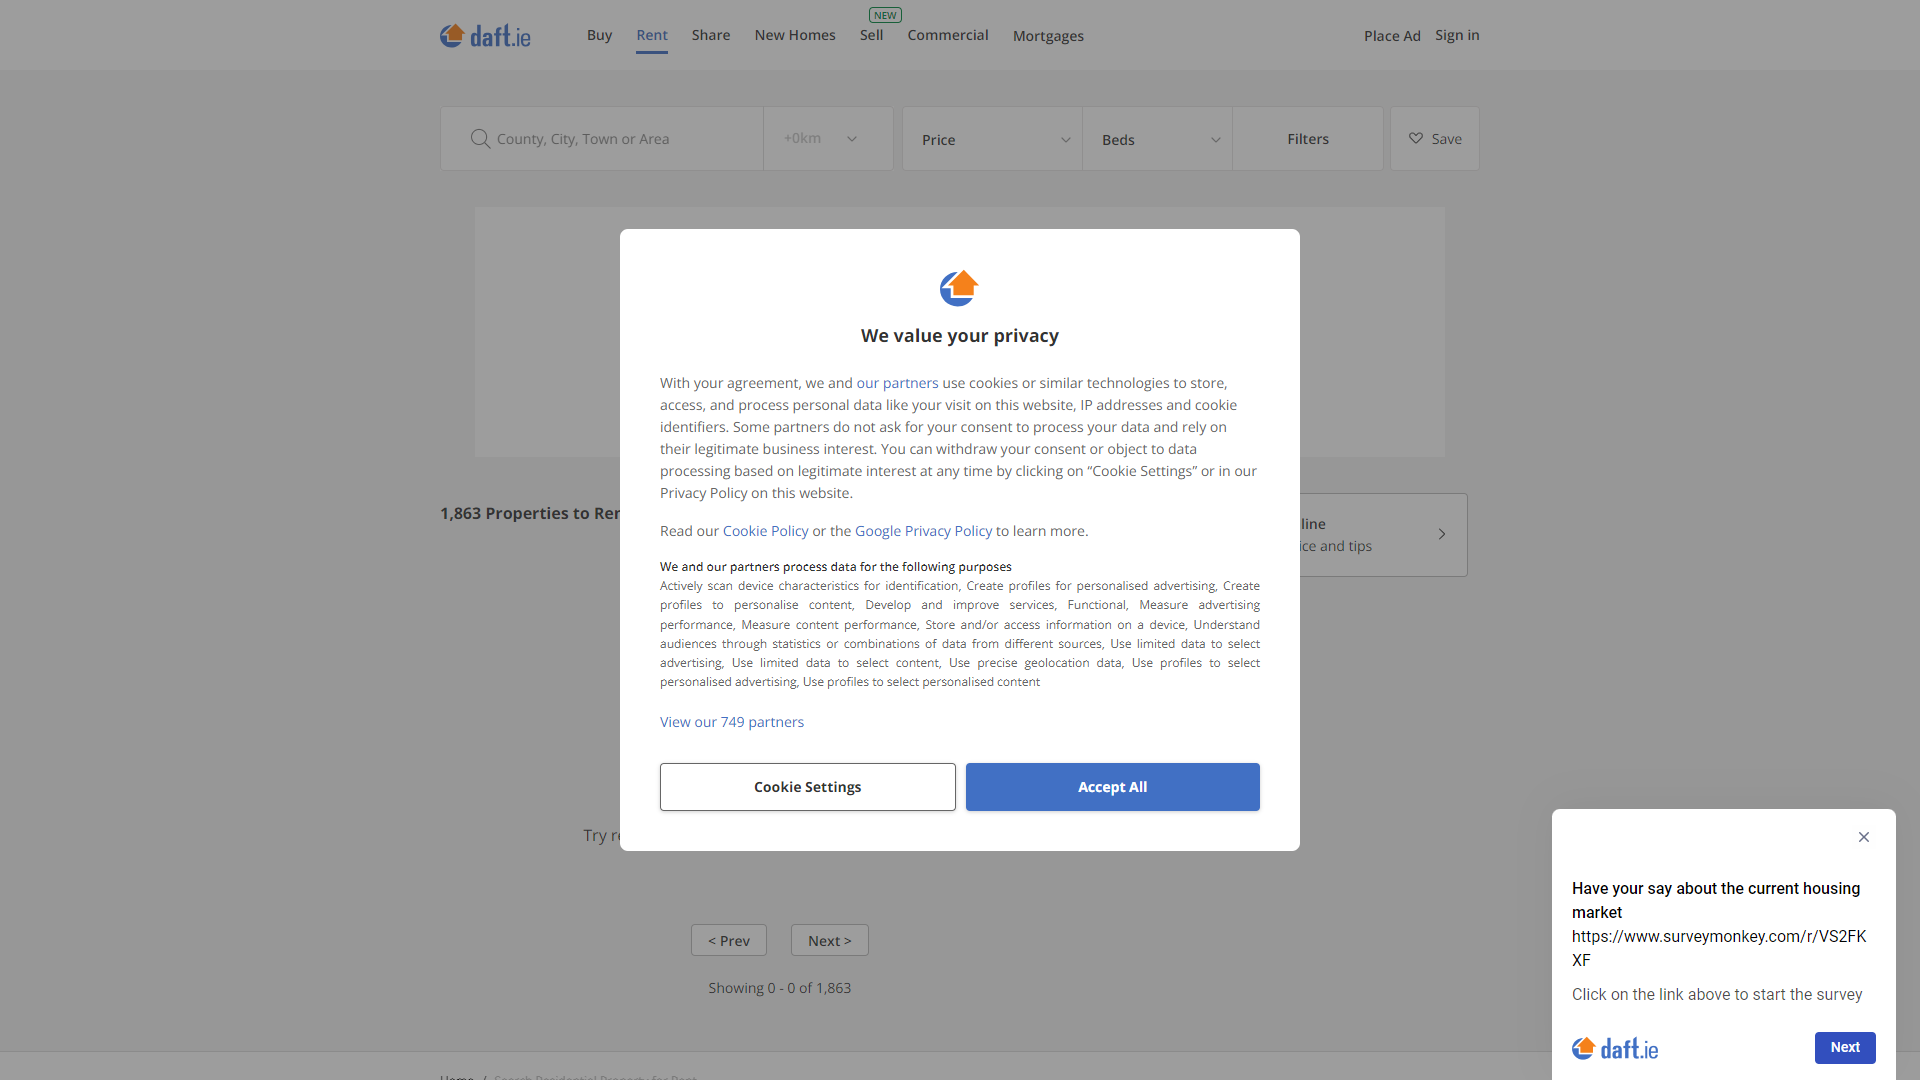 daft.ie
Buy
Rent
Share
New Homes
NEW
Sell
Commercial
Mortgages
Place Ad
Sign in
County, City, Town or Area
+0km
Price
Beds
Filters
Save
We value your privacy
With your agreement, we and our partners use cookies or similar technologies to store,
access, and process personal data like your visit on this website, IP addresses and cookie
identifiers. Some partners do not ask for your consent to process your data and rely on
their legitimate business interest. You can withdraw your consent or object to data
processing based on legitimate interest at any time by clicking on “Cookie Settings” or in our
Privacy Policy on this website.
Read our Cookie Policy or the Google Privacy Policy to learn more.
We and our partners process data for the following purposes
Actively scan device characteristics for identification, Create profiles for personalised advertising, Create
profiles to personalise content, Develop and improve services, Functional, Measure advertising
performance, Measure content performance, Store and/or access information on a device, Understand
audiences through statistics or combinations of data from different sources, Use limited data to select
advertising, Use limited data to select content, Use precise geolocation data, Use profiles to select
personalised advertising, Use profiles to select personalised content
View our 749 partners
Cookie Settings
Accept All
1,863 Properties to
line
and tips
Try
< Prev
Next >
Showing 0 - 0 of 1,863
Have your say about the current housing
market
https://www.surveymonkey.com/r/VS2FK
XF
Click on the link above to start the survey
daft.ie
Next